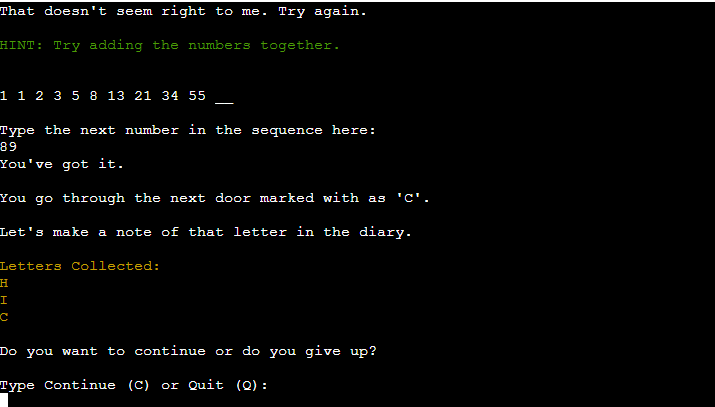 That doesn't seem right to me. Try again.
HINT: Try adding the numbers together.
1 1 2 3 5 8 13 21 34 55 __
Type the next number in the sequence here:
89
You've got it.
You go through the next door marked with as 'C'.
Let's make a note of that letter in the diary.
Letters Collected:
H
I
C
Do you want to continue or do you give up?
Type Continue (C) or Quit (Q):